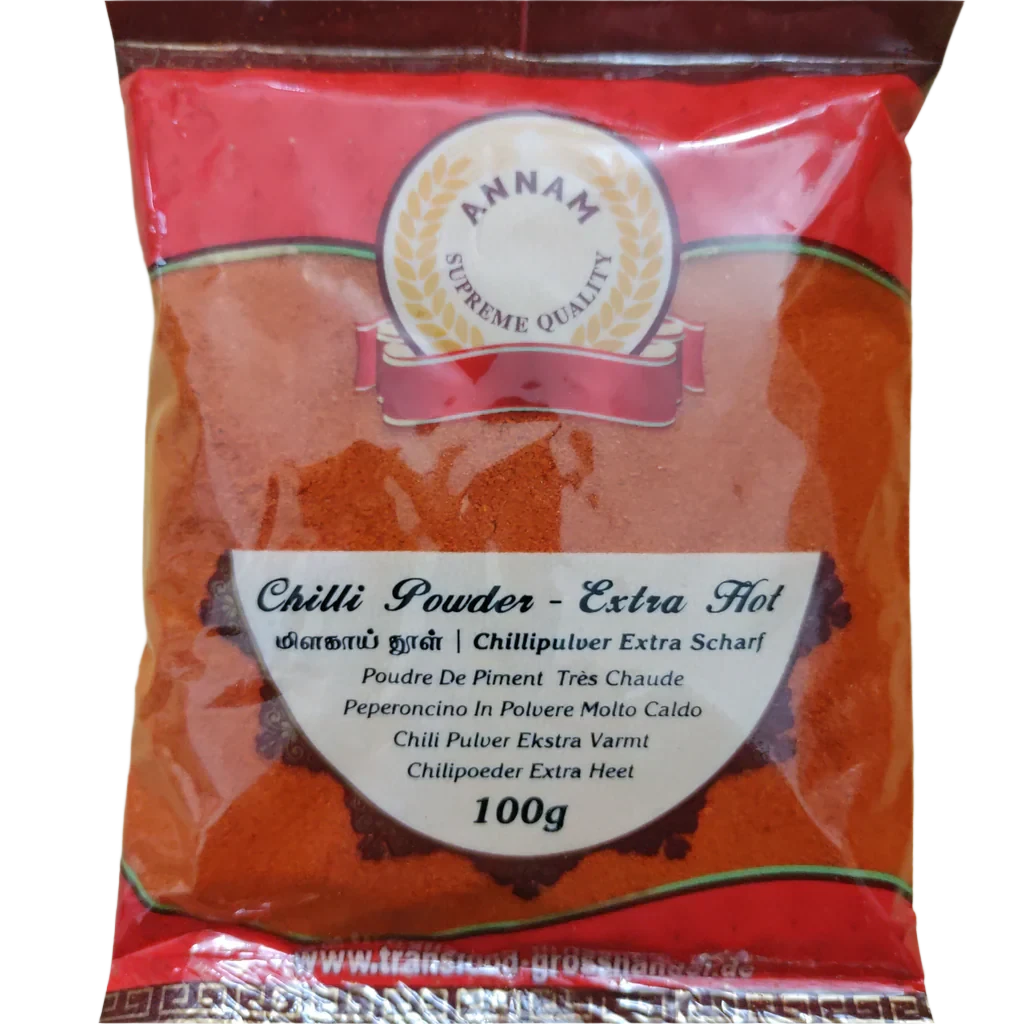 ANNAM
SUPREME QUALITY
Chilli Powder - Extra Hot
மிளகாய் தூள் | Chillipulver Extra Scharf
Poudre De Piment Très Chaude
Peperoncino In Polvere Molto Caldo
Chili Pulver Ekstra Varmt
Chilipoeder Extra Heet
100g